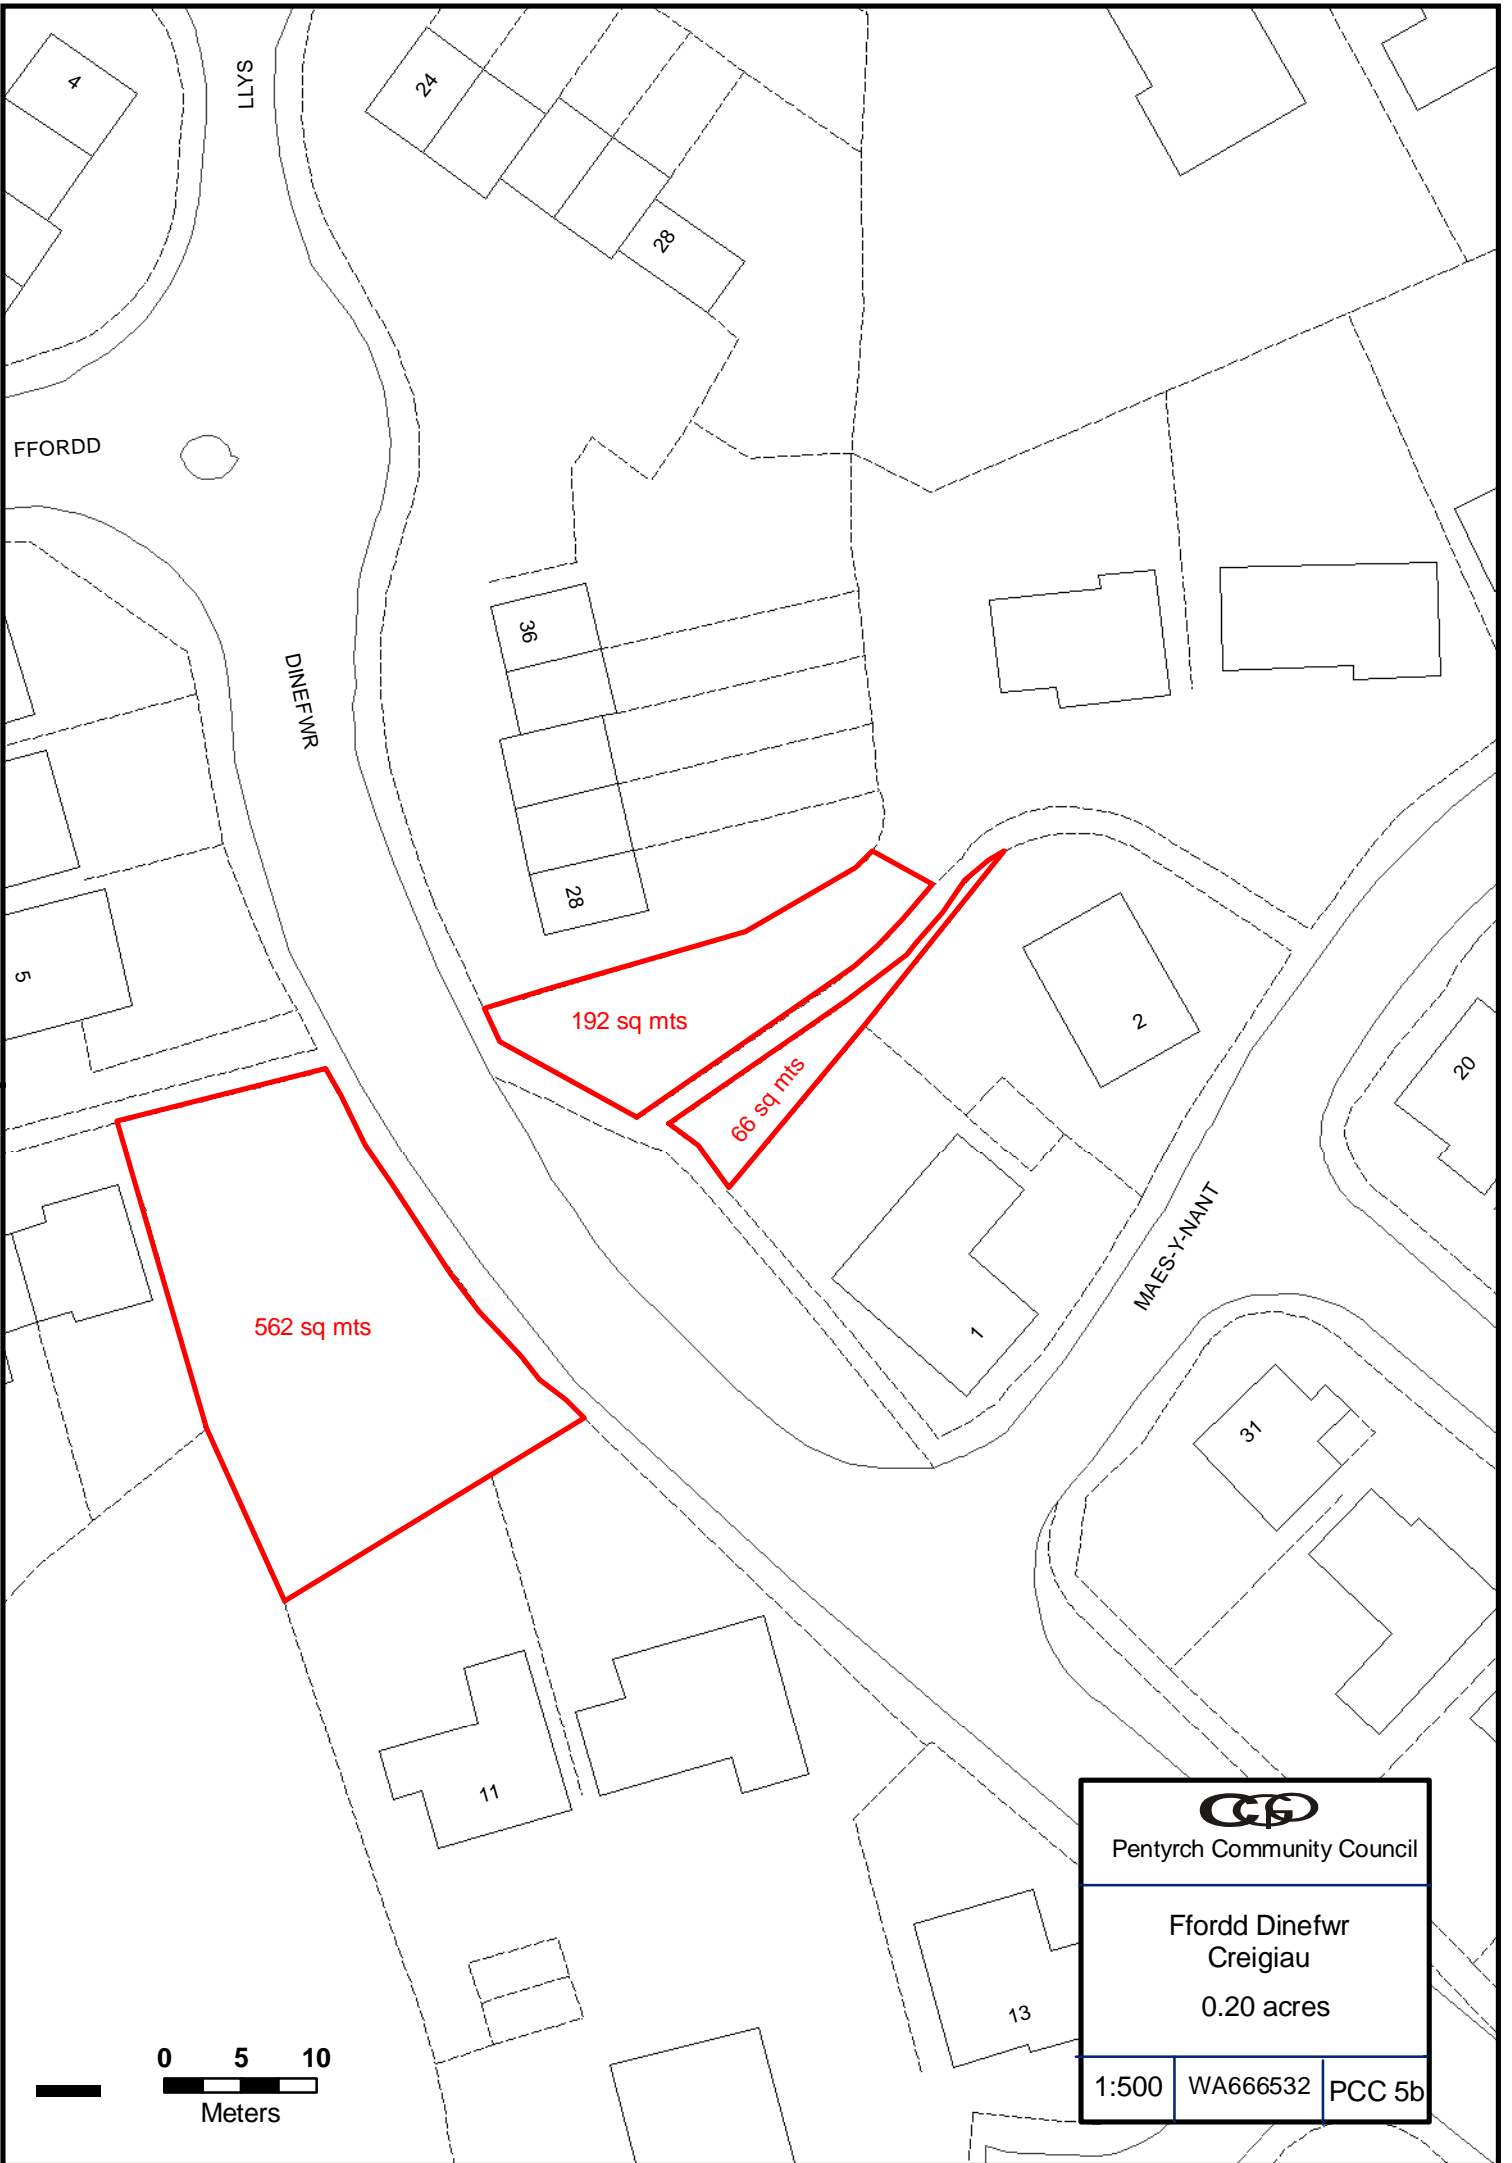 4
LLYS
24
28
FFORDD
36
DINEFWR
28
5
192 sq mts
2
66 sq mts
20
MAES-Y-NANT
562 sq mts
1
31
11
13
CCPG
Pentyrch Community Council
Ffordd Dinefwr
Creigiau
0.20 acres
1:500 WA666532 PCC 5b
0 5 10
Meters